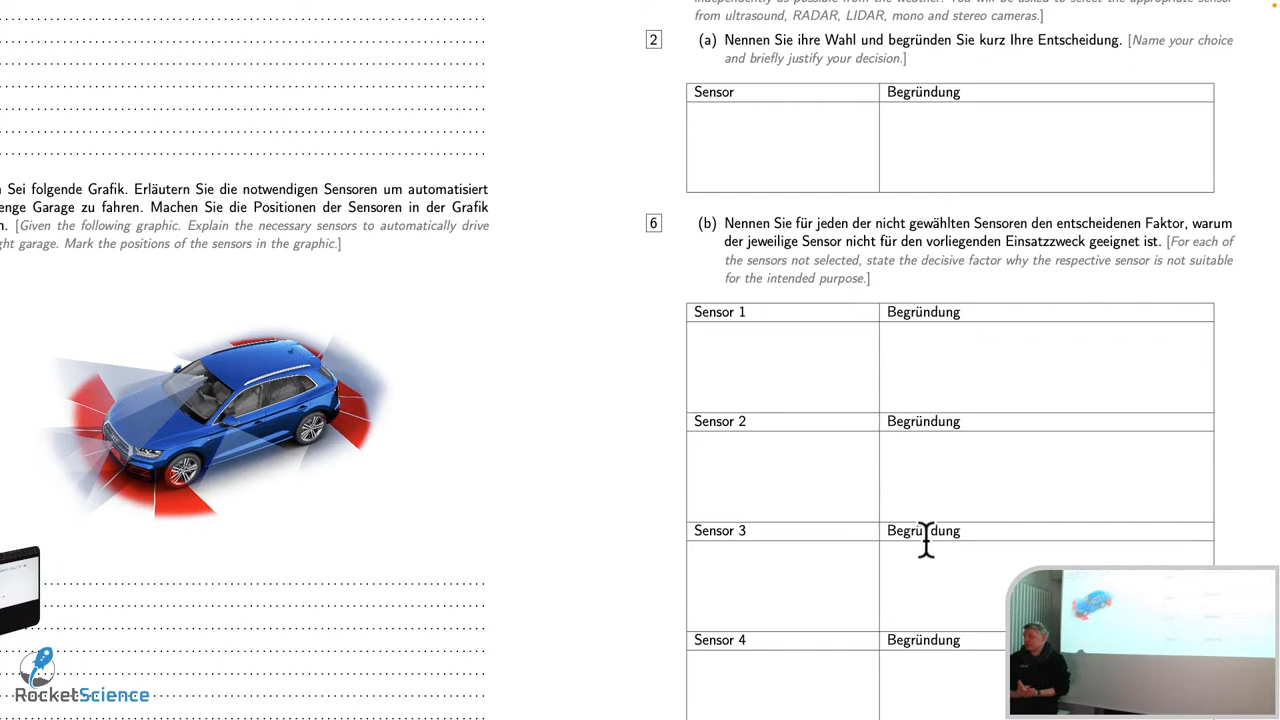 n Sei folgende Grafik. Erläutern Sie die notwendigen Sensoren um automatisiert
enge Garage zu fahren. Machen Sie die Positionen der Sensoren in der Grafik
n. [Given the following graphic. Explain the necessary sensors to automatically drive
ght garage. Mark the positions of the sensors in the graphic.]
RocketScience
independently as possible from the weather. You will be asked to select the appropriate sensor
from ultrasound, RADAR, LIDAR, mono and stereo cameras.]
2 (a) Nennen Sie ihre Wahl und begründen Sie kurz Ihre Entscheidung. [Name your choice
and briefly justify your decision.]
Sensor Begründung
6 (b) Nennen Sie für jeden der nicht gewählten Sensoren den entscheidenen Faktor, warum
der jeweilige Sensor nicht für den vorliegenden Einsatzzweck geeignet ist. [For each of
the sensors not selected, state the decisive factor why the respective sensor is not suitable
for the intended purpose.]
Sensor 1 Begründung
Sensor 2 Begründung
Sensor 3 Begründung
Sensor 4 Begründung